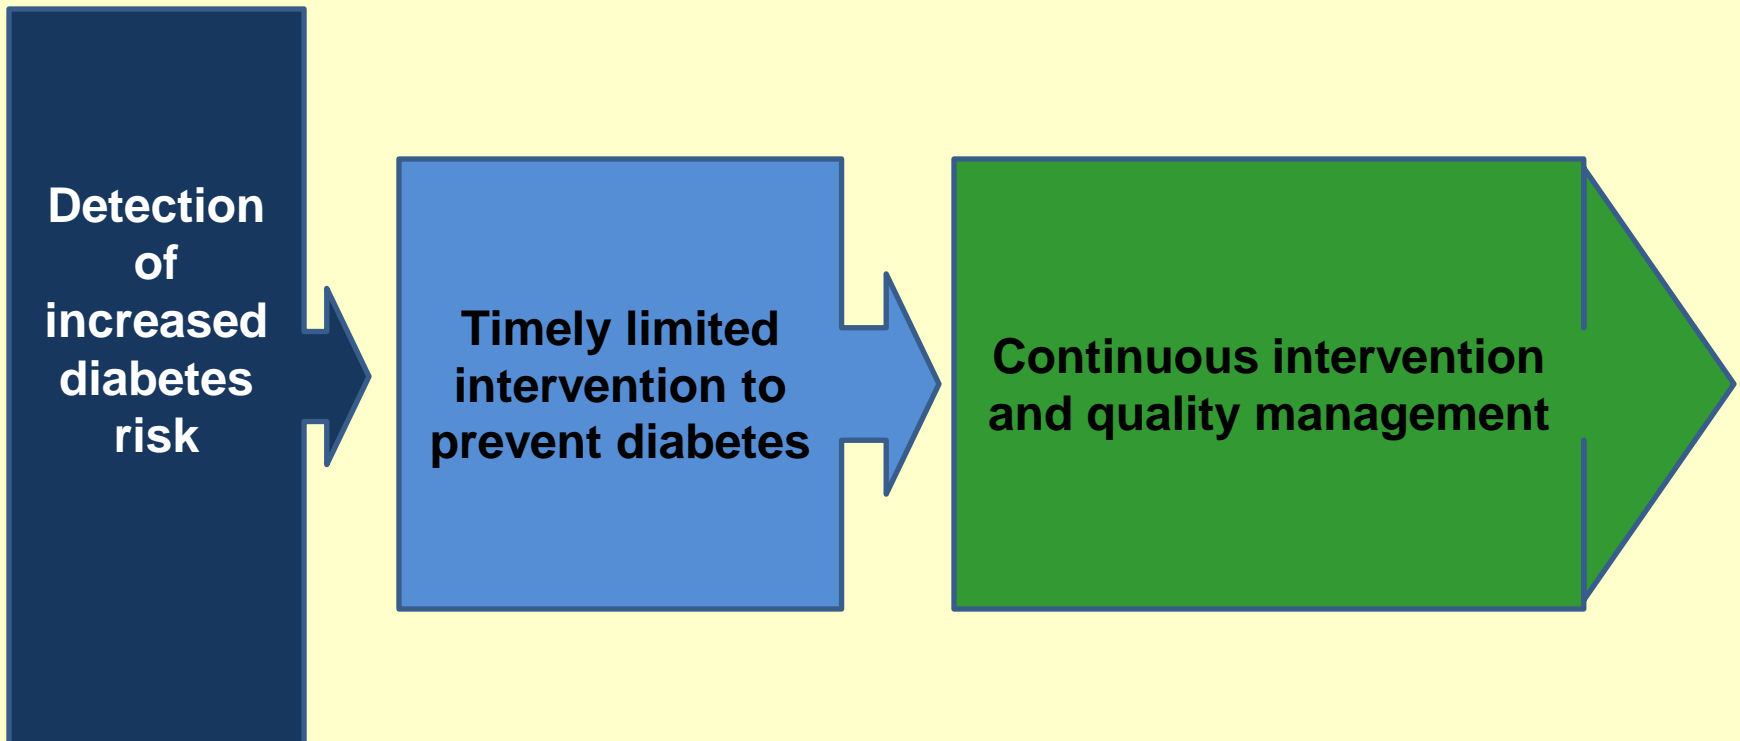 Detection
of
increased
diabetes
risk
Timely limited
intervention to
prevent diabetes
Continuous intervention
and quality management